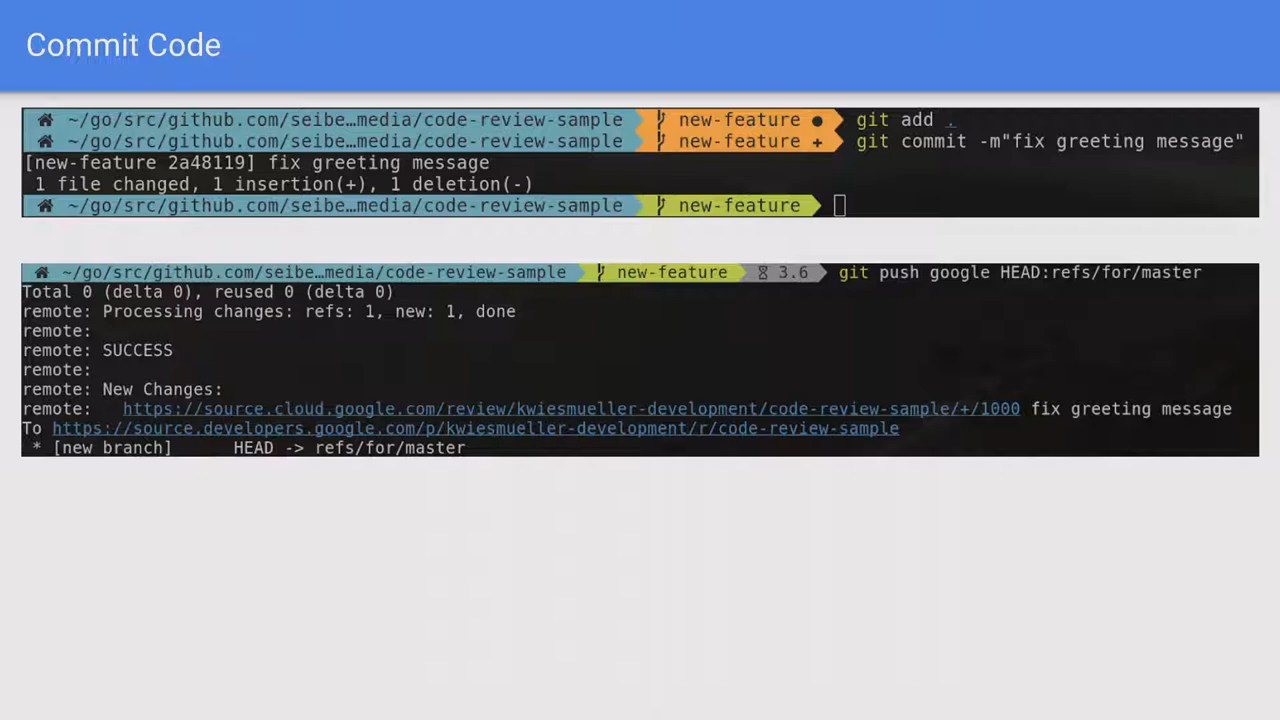 Commit Code
~/go/src/github.com/seibe…media/code-review-sample new-feature ● git add .
~/go/src/github.com/seibe…media/code-review-sample new-feature + git commit -m"fix greeting message"
[new-feature 2a48119] fix greeting message
1 file changed, 1 insertion(+), 1 deletion(-)
~/go/src/github.com/seibe…media/code-review-sample new-feature
~/go/src/github.com/seibe…media/code-review-sample new-feature 3.6 git push google HEAD:refs/for/master
Total 0 (delta 0), reused 0 (delta 0)
remote: Processing changes: refs: 1, new: 1, done
remote:
remote: SUCCESS
remote:
remote: New Changes:
remote: https://source.cloud.google.com/review/kwiesmueller-development/code-review-sample/+/1000 fix greeting message
To https://source.developers.google.com/p/kwiesmueller-development/r/code-review-sample
* [new branch] HEAD -> refs/for/master